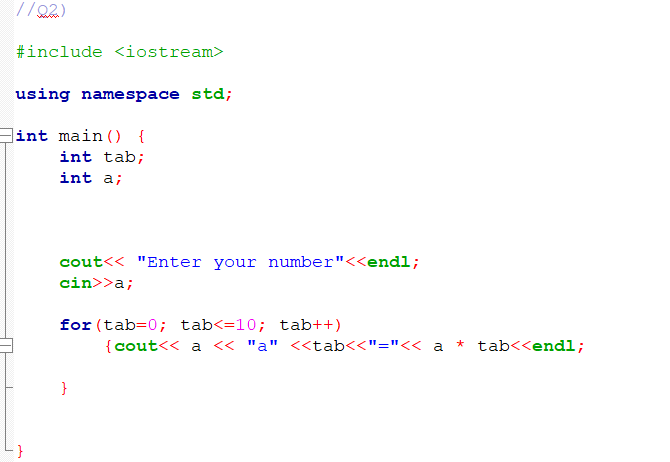 //Q2)
#include <iostream>
using namespace std;
int main() {
int tab;
int a;
cout<< "Enter your number"<<endl;
cin>>a;
for(tab=0; tab<=10; tab++)
{cout<< a << "a" <<tab<<"="<< a * tab<<endl;
}
}